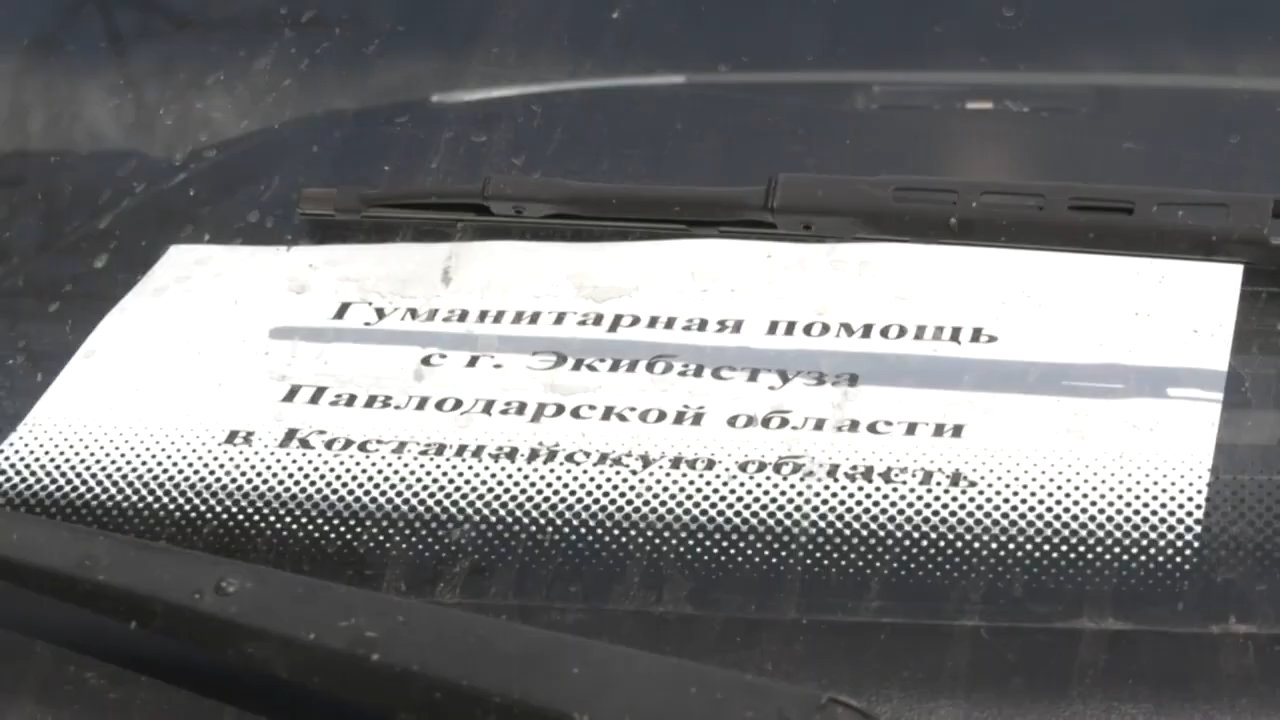 Гуманитарная помощь
с г. Экибастуза
Павлодарской области
в Костанайскую область